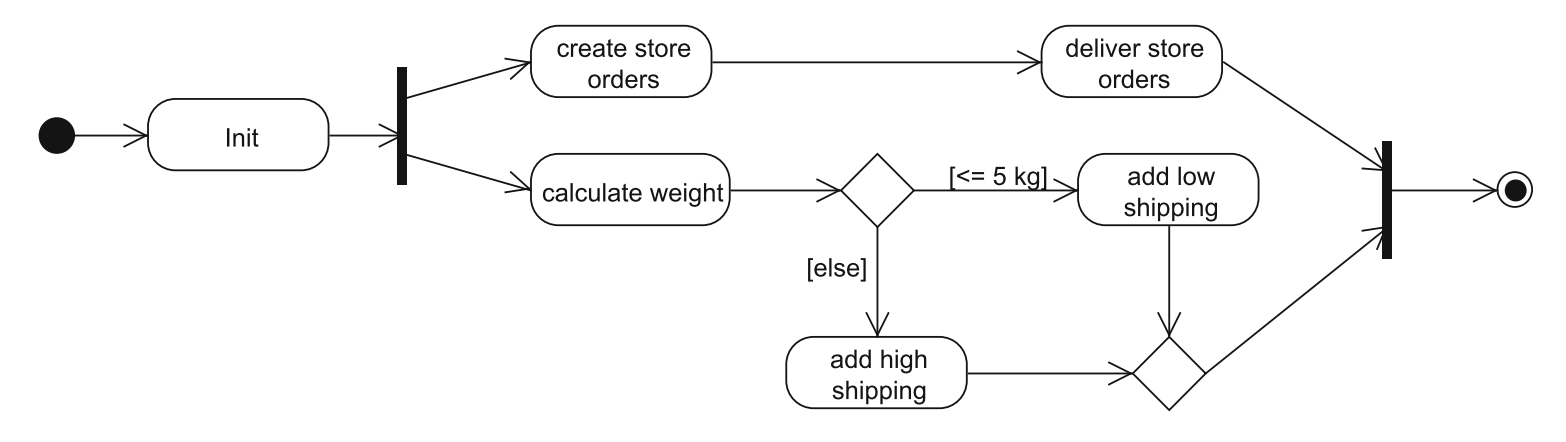 create store
orders
deliver store
orders
Init
calculate weight
[<= 5 kg]
add low
shipping
[else]
add high
shipping